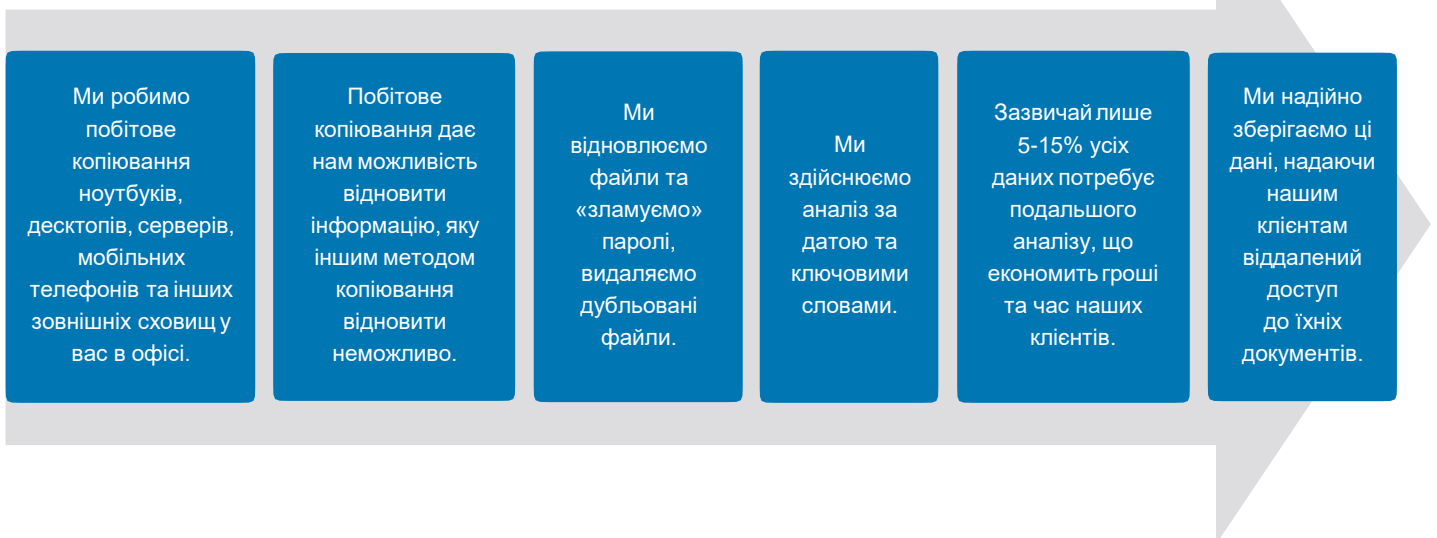 Ми робимо
побітове
копіювання
ноутбуків,
десктопів, серверів,
мобільних
телефонів та інших
зовнішніх сховищ у
вас в офісі.
Побітове
копіювання дає
нам можливість
відновити
інформацію, яку
іншим методом
копіювання
відновити
неможливо.
Ми
відновлюємо
файли та
«зламуємо»
паролі,
видаляємо
дубльовані
файли.
Ми
здійснюємо
аналіз за
датою та
ключовими
словами.
Зазвичай лише
5-15% усіх
даних потребує
подальшого
аналізу, що
економить гроші
та час наших
клієнтів.
Ми надійно
зберігаємо ці
дані, надаючи
нашим
клієнтам
віддалений
доступ
до їхніх
документів.